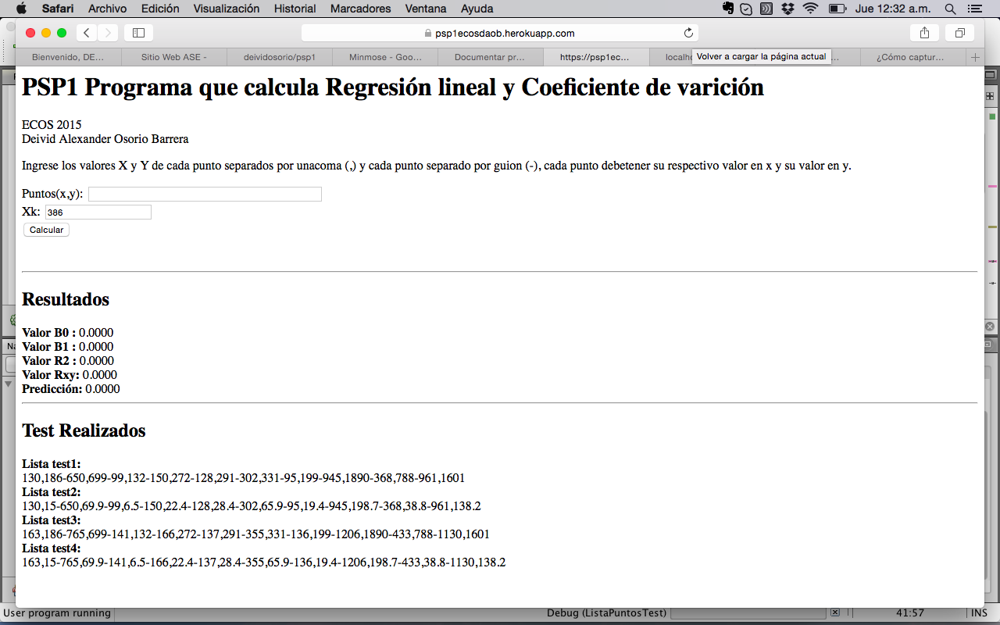 Safari Archivo Edición Visualización Historial Marcadores Ventana Ayuda Jue 12:32 a.m.
psp1ecosdaob.herokuapp.com
Bienvenido, DE... Sitio Web ASE - deividosorio/psp1 Minmose - Goo... Documentar pr... https://psp1ec... localh ¿Cómo captur...
Volver a cargar la página actual
PSP1 Programa que calcula Regresión lineal y Coeficiente de varición
ECOS 2015
Deivid Alexander Osorio Barrera
Ingrese los valores X y Y de cada punto separados por unacoma (,) y cada punto separado por guion (-), cada punto debetener su respectivo valor en x y su valor en y.
Puntos(x,y):
Xk: 386
Calcular
Resultados
Valor B0 : 0.0000
Valor B1 : 0.0000
Valor R2 : 0.0000
Valor Rxy: 0.0000
Predicción: 0.0000
Test Realizados
Lista test1:
130,186-650,699-99,132-150,272-128,291-302,331-95,199-945,1890-368,788-961,1601
Lista test2:
130,15-650,69.9-99,6.5-150,22.4-128,28.4-302,65.9-95,19.4-945,198.7-368,38.8-961,138.2
Lista test3:
163,186-765,699-141,132-166,272-137,291-355,331-136,199-1206,1890-433,788-1130,1601
Lista test4:
163,15-765,69.9-141,6.5-166,22.4-137,28.4-355,65.9-136,19.4-1206,198.7-433,38.8-1130,138.2
Na
User program running Debug (ListaPuntosTest) 41:57 INS